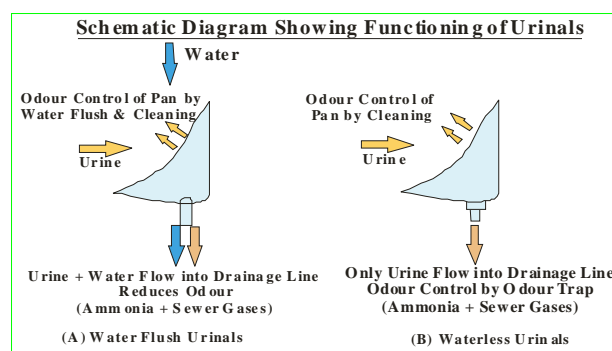 Schematic Diagram Showing Functioning of Urinals
Water
Odour Control of Pan by
Water Flush & Cleaning
Urine
Urine + Water Flow into Drainage Line
Reduces Odour
(Ammonia + Sewer Gases)
(A) Water Flush Urinals
Odour Control of
Pan by Cleaning
Urine
Only Urine Flow into Drainage Line
Odour Control by Odour Trap
(Ammonia + Sewer Gases)
(B) Waterless Urinals